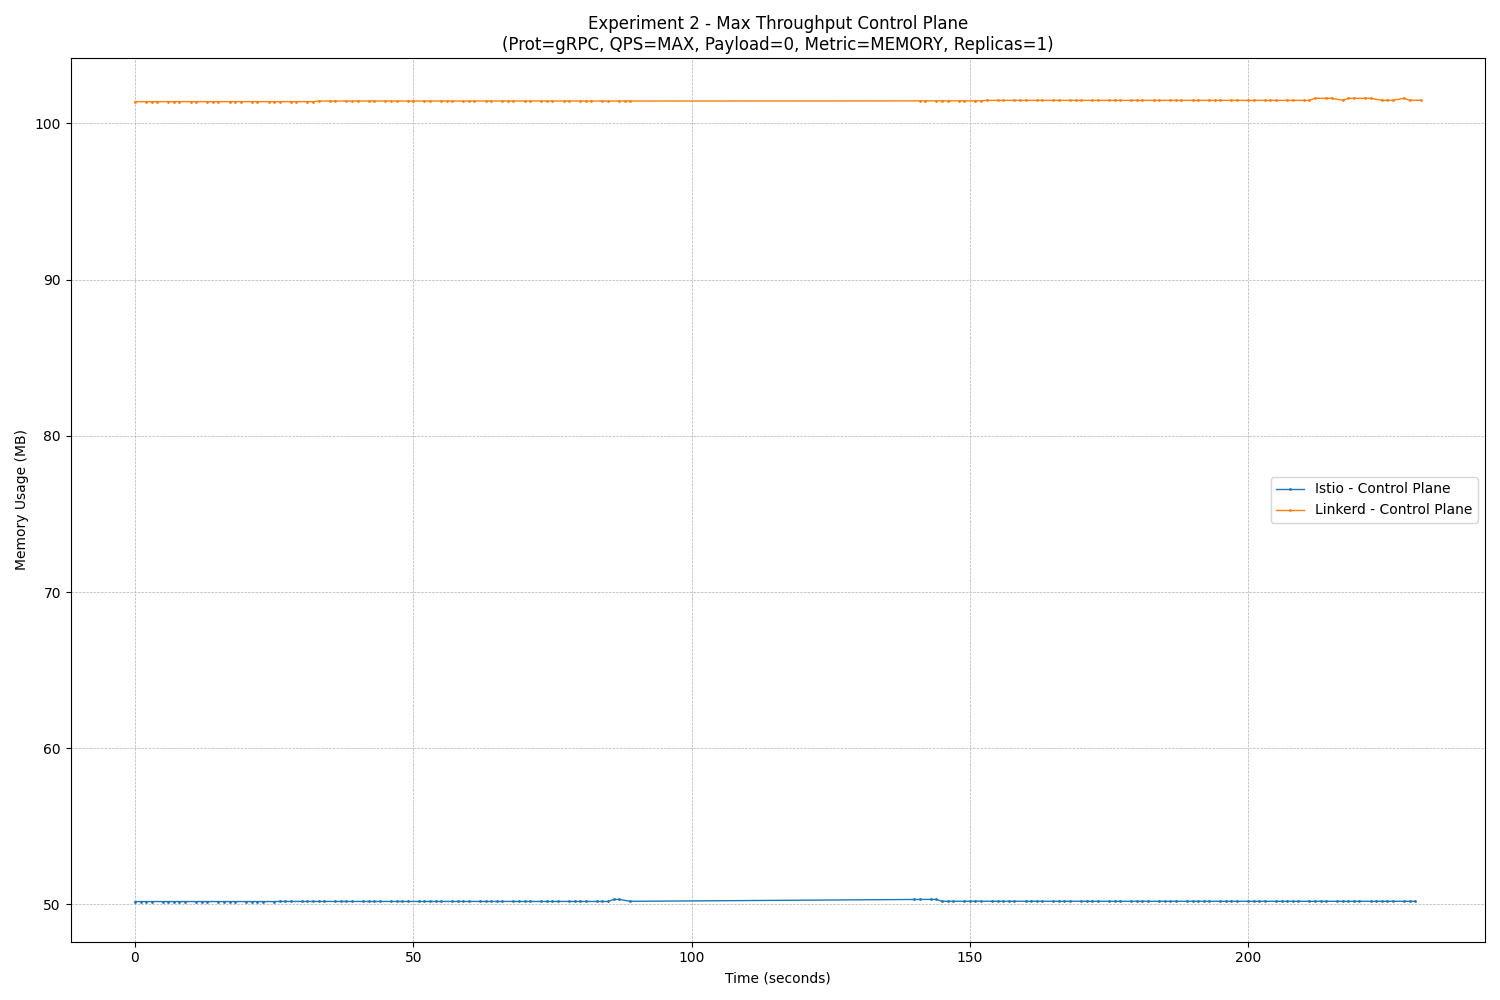 Experiment 2 - Max Throughput Control Plane
(Prot=gRPC, QPS=MAX, Payload=0, Metric=MEMORY, Replicas=1)
100
90
80
70
60
50
Memory Usage (MB)
Istio - Control Plane
Linkerd - Control Plane
0
50
100
150
200
Time (seconds)